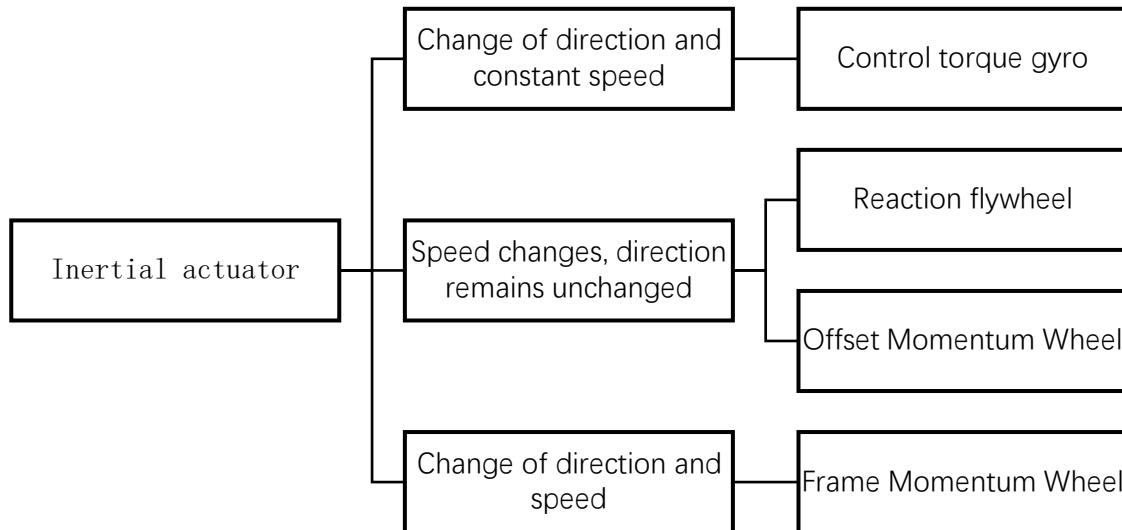 Change of direction and
constant speed
Control torque gyro
Reaction flywheel
Inertial actuator
Speed changes, direction
remains unchanged
Offset Momentum Wheel
Change of direction and
speed
Frame Momentum Wheel